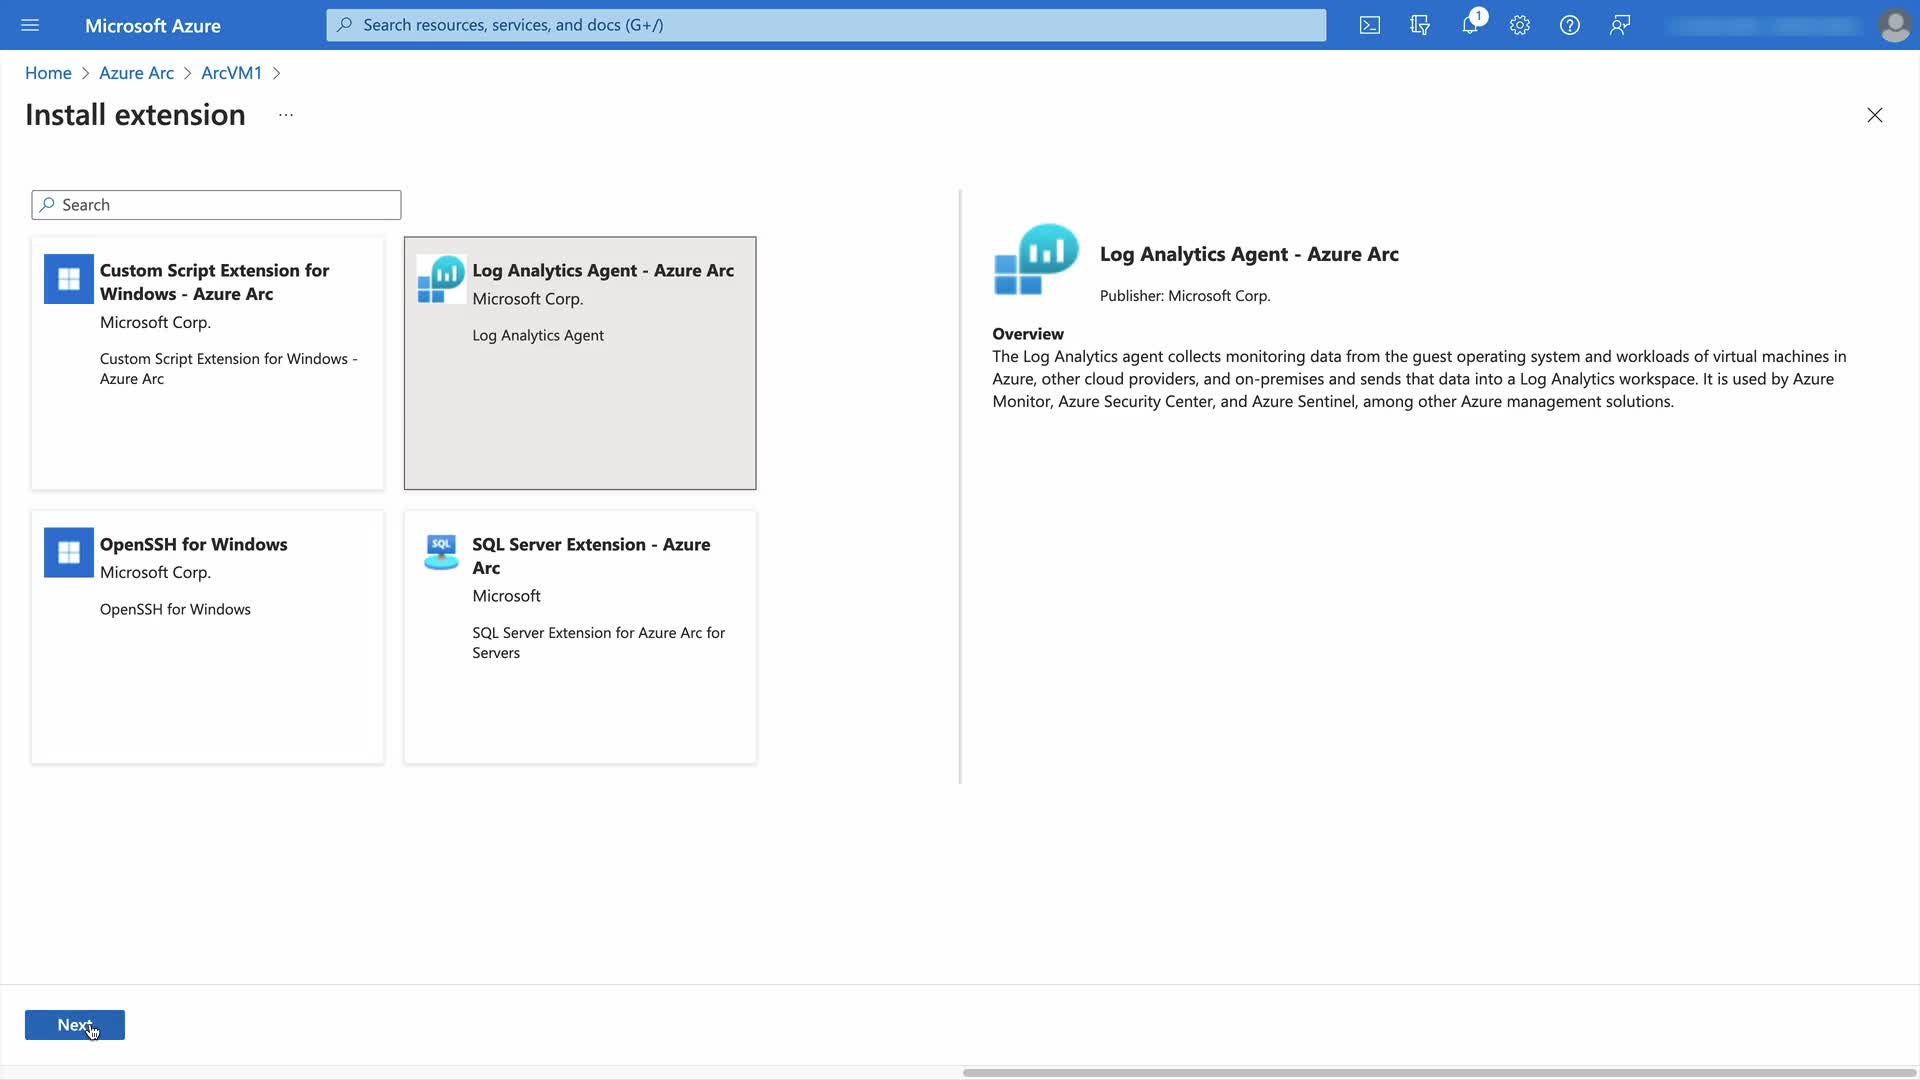 Microsoft Azure
Search resources, services, and docs (G+/)
1
Home > Azure Arc > ArcVM1 >
Install extension ...
Search
Custom Script Extension for
Windows - Azure Arc
Microsoft Corp.
Custom Script Extension for Windows -
Azure Arc
Log Analytics Agent - Azure Arc
Microsoft Corp.
Log Analytics Agent
OpenSSH for Windows
Microsoft Corp.
OpenSSH for Windows
SQL
SQL Server Extension - Azure
Arc
Microsoft
SQL Server Extension for Azure Arc for
Servers
Log Analytics Agent - Azure Arc
Publisher: Microsoft Corp.
Overview
The Log Analytics agent collects monitoring data from the guest operating system and workloads of virtual machines in
Azure, other cloud providers, and on-premises and sends that data into a Log Analytics workspace. It is used by Azure
Monitor, Azure Security Center, and Azure Sentinel, among other Azure management solutions.
Next